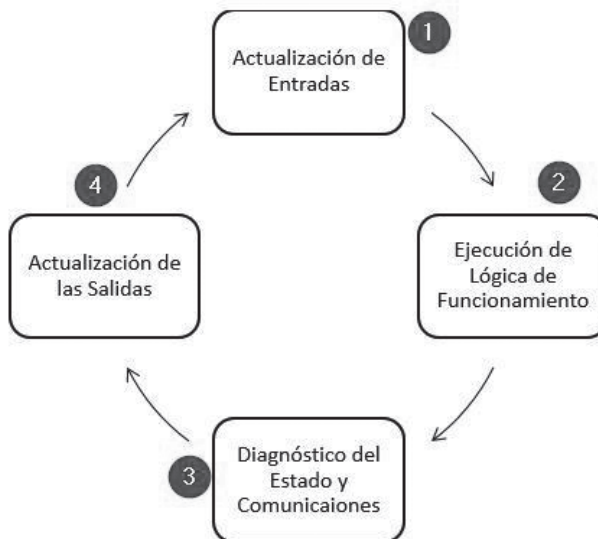 1
Actualización de
Entradas
2
Ejecución de
Lógica de
Funcionamiento
3
Diagnóstico del
Estado y
Comunicaiones
4
Actualización de
las Salidas